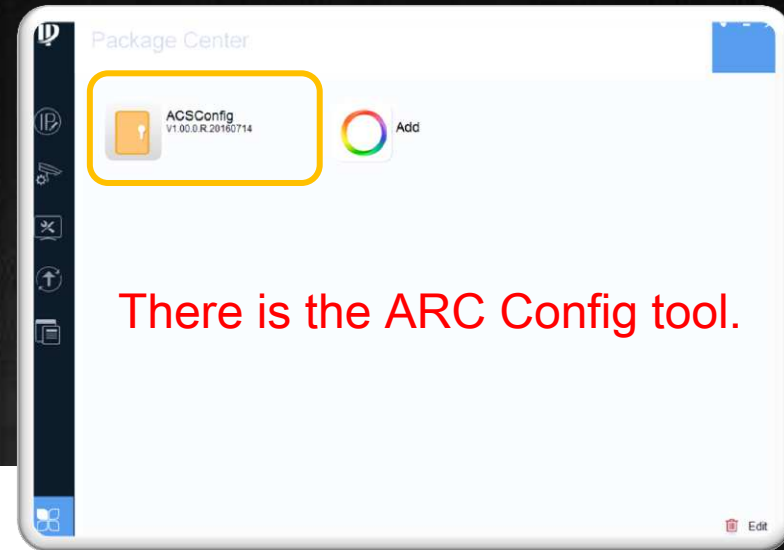 Package Center
ACSConfig
V1.00.0.R.20160714
Add
There is the ARC Config tool.
Edit